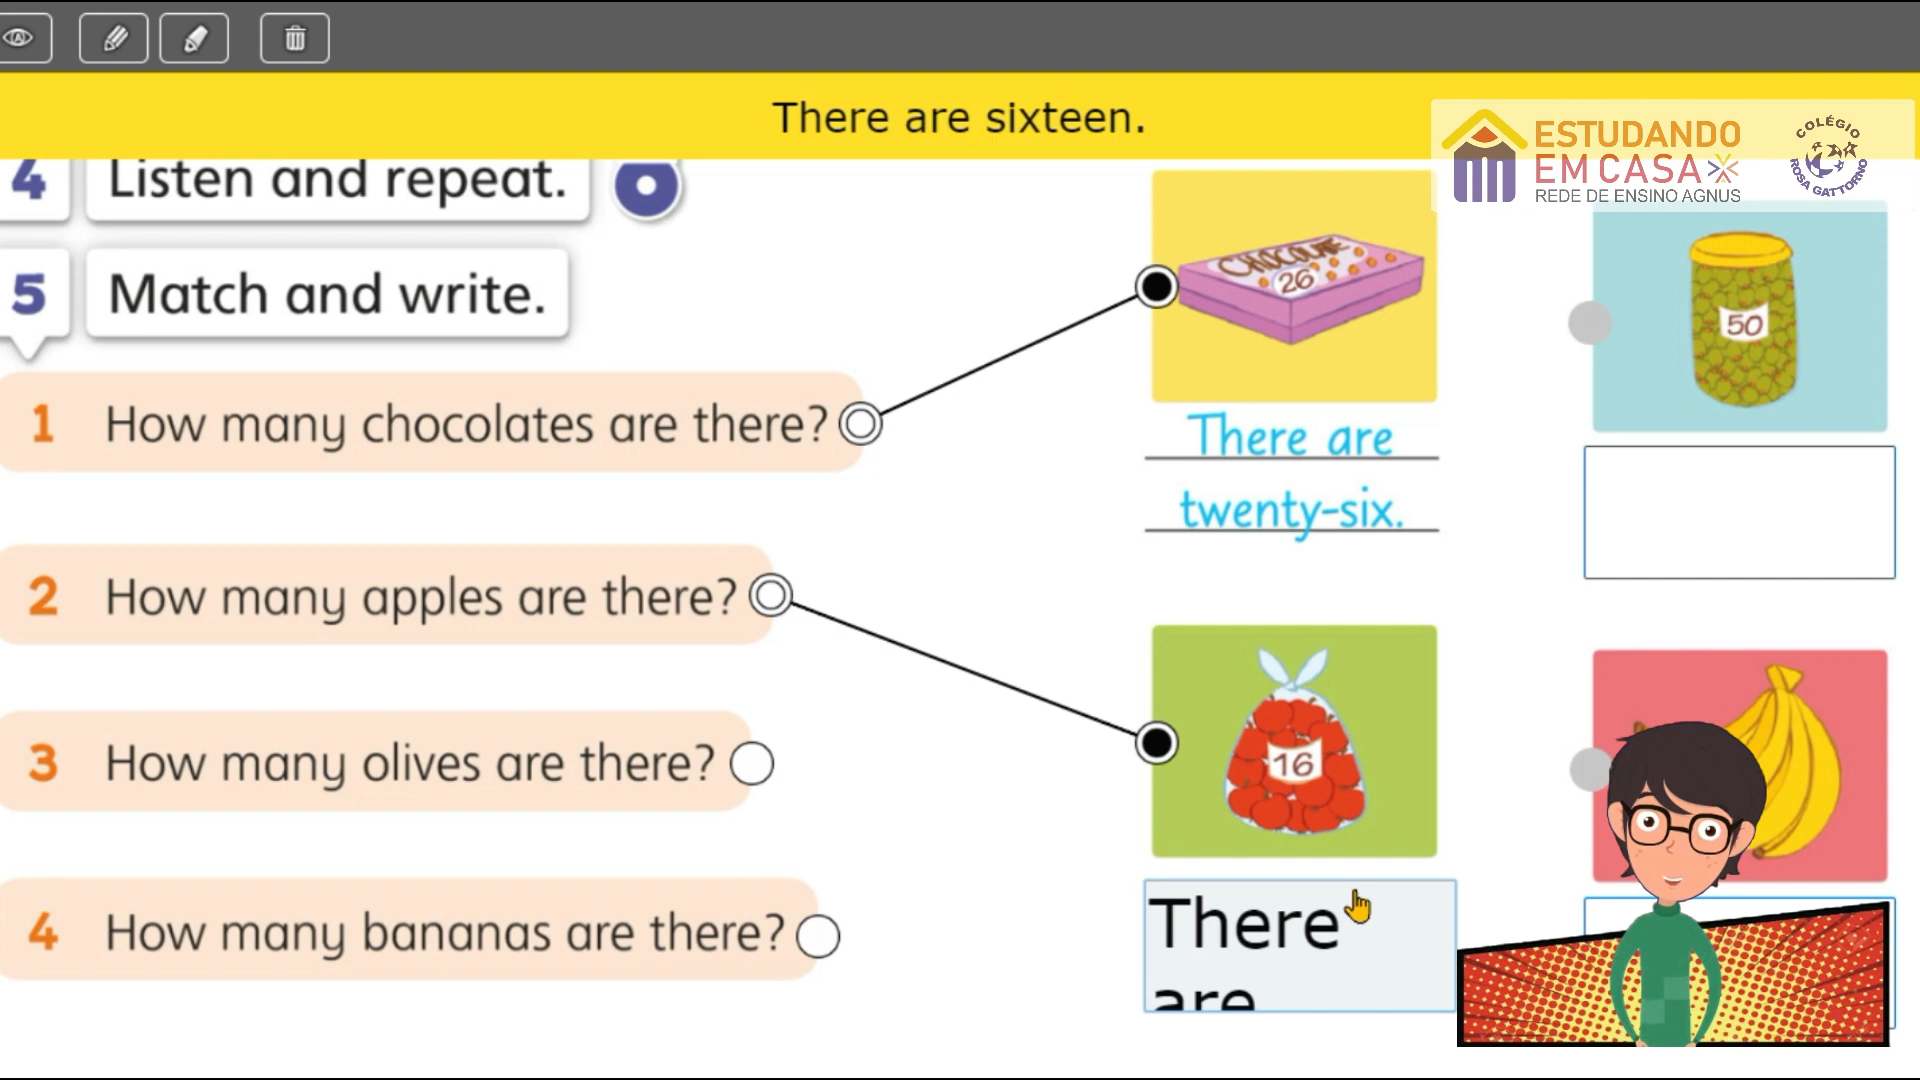 There are sixteen.
ESTUDANDO
EM CASA
REDE DE ENSINO AGNUS
COLÉGIO
ROSA GATTORNO
4 Listen and repeat.
5 Match and write.
1 How many chocolates are there?
2 How many apples are there?
3 How many olives are there?
4 How many bananas are there?
CHOCOLATE
26
There are
twenty-six.
50
16
There
are